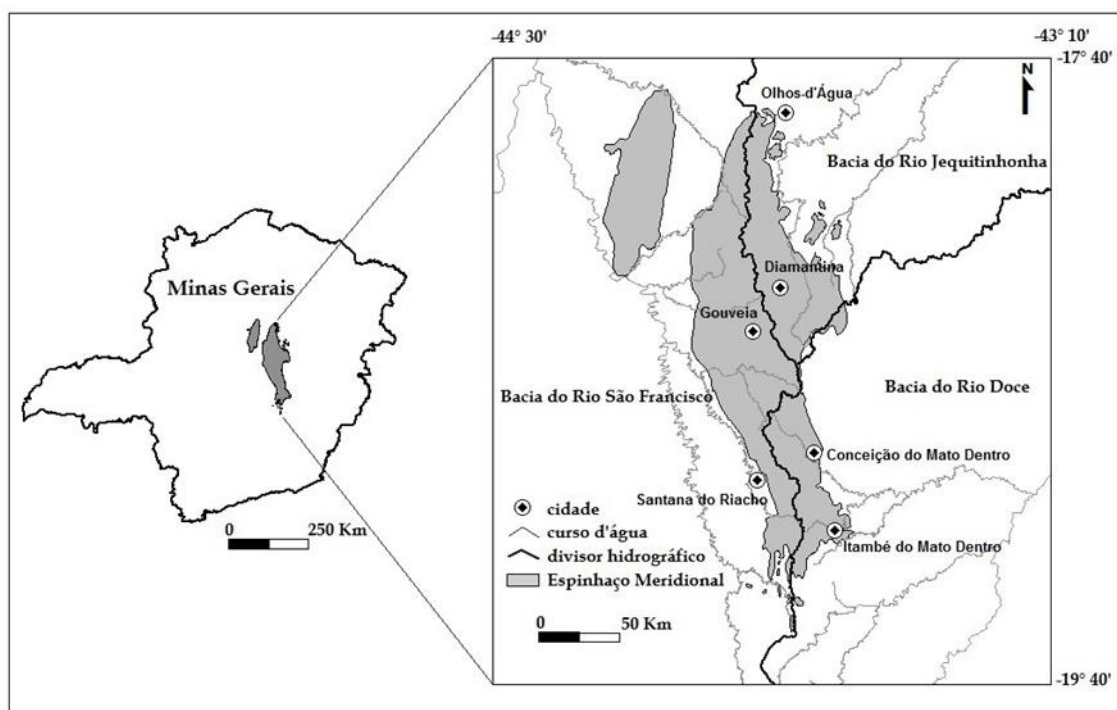 -44° 30'
-43° 10'
-17° 40'
N
Olhos-d'Água
Bacia do Rio Jequitinhonha
Minas Gerais
Diamantina
Gouveia
Bacia do Rio São Francisco
Bacia do Rio Doce
Conceição do Mato Dentro
Santana do Riacho
Itambé do Mato Dentro
cidade
curso d'água
divisor hidrográfico
Espinhaço Meridional
0 250 Km
0 50 Km
-19° 40'